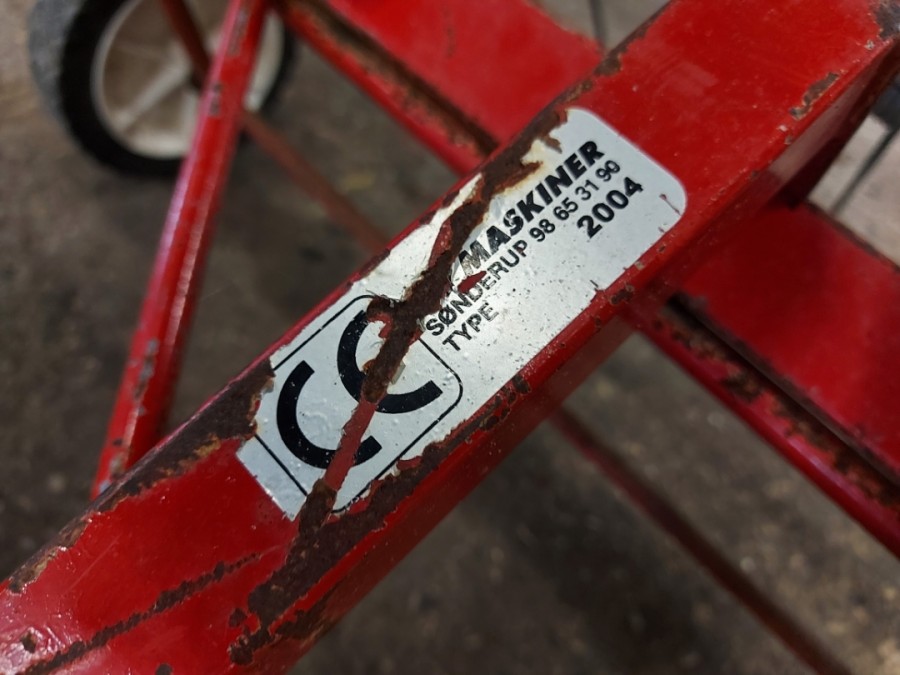 CE
MASKINER
SØNDERUP 98 65 31 90
2004
TYPE